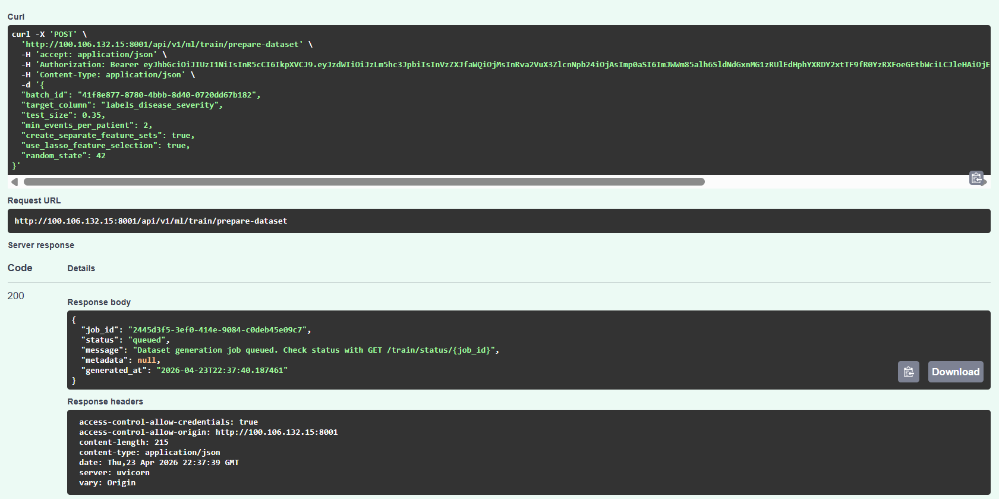 Curl
curl -X 'POST' \
'http://100.106.132.15:8001/api/v1/ml/train/prepare-dataset' \
-H 'accept: application/json' \
-H 'Authorization: Bearer
-H 'Content-Type: application/json' \
-d '{
"batch_id": "41f8e877-8780-4bbb-8d40-0720dd67b182",
"target_column": "labels_disease_severity",
"test_size": 0.35,
"min_events_per_patient": 2,
"create_separate_feature_sets": true,
"use_lasso_feature_selection": true,
"random_state": 42
}'
Request URL
http://100.106.132.15:8001/api/v1/ml/train/prepare-dataset
Server response
Code Details
200
Response body
{
"job_id": "2445d3f5-3ef0-414e-9084-c0deb45e09c7",
"status": "queued",
"message": "Dataset generation job queued. Check status with GET /train/status/{job_id}",
"metadata": null,
"generated_at": "2026-04-23T22:37:40.187461"
}
Download
Response headers
access-control-allow-credentials: true
access-control-allow-origin: http://100.106.132.15:8001
content-length: 215
content-type: application/json
date: Thu,23 Apr 2026 22:37:39 GMT
server: uvicorn
vary: Origin